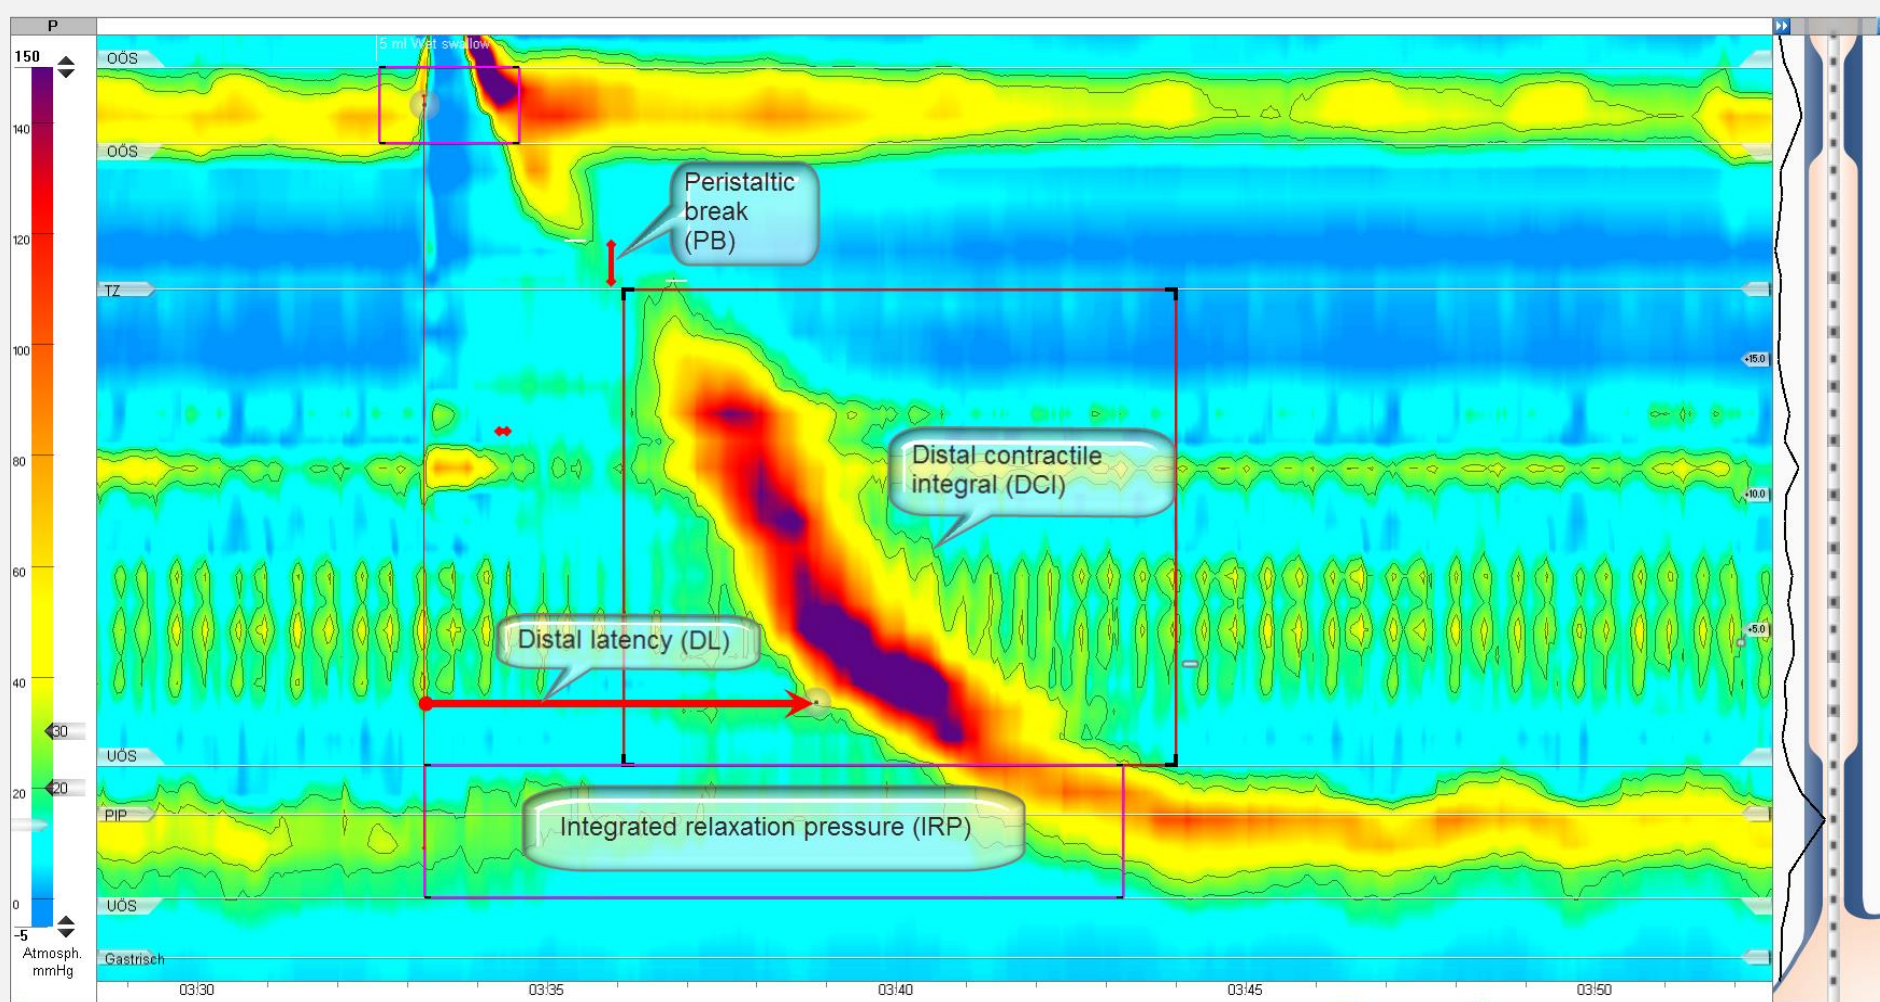 P
150
140
120
100
80
60
40
30
20
20
0
-5
Atmosph.
mmHg
5 ml Wet swallow
OÖS
OÖS
TZ
UÖS
PIP
UÖS
Gastrisch
Peristaltic
break
(PB)
Distal contractile
integral (DCI)
Distal latency (DL)
Integrated relaxation pressure (IRP)
+15.0
+10.0
+5.0
03:30
03:35
03:40
03:45
03:50